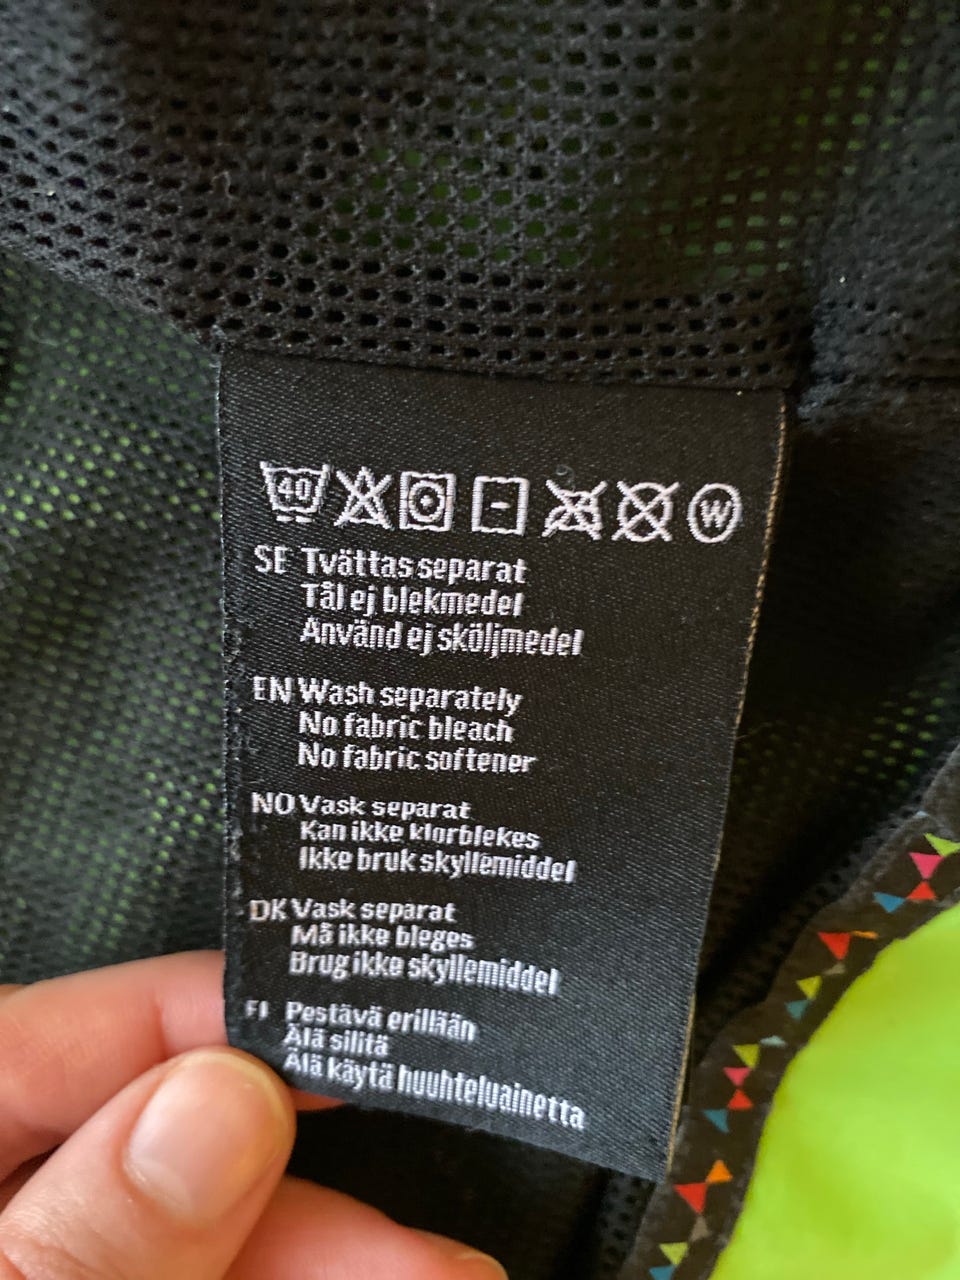 40 W
SE Tvättas separat
Tål ej blekmedel
Använd ej sköljmedel
EN Wash separately
No fabric bleach
No fabric softener
NO Vask separat
Kan ikke klorblekes
Ikke bruk skyllemiddel
DK Vask separat
Må ikke bleges
Brug ikke skyllemiddel
FI Pestävä erillään
Älä silitä
Älä käytä huuhteluainetta